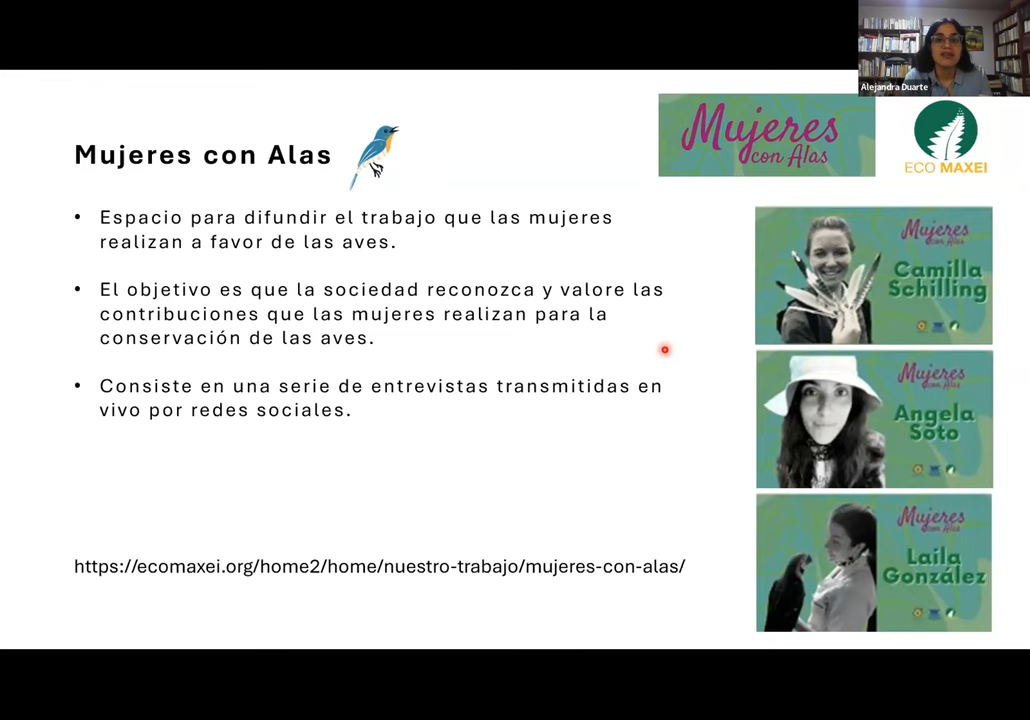 Alejandra Duarte
Mujeres
con Alas
ECO MAXEI
Mujeres con Alas
• Espacio para difundir el trabajo que las mujeres
realizan a favor de las aves.
• El objetivo es que la sociedad reconozca y valore las
contribuciones que las mujeres realizan para la
conservación de las aves.
• Consiste en una serie de entrevistas transmitidas en
vivo por redes sociales.
https://ecomaxei.org/home2/home/nuestro-trabajo/mujeres-con-alas/
Mujeres
con Alas
Camilla
Schilling
Mujeres
con Alas
Angela
Soto
Mujeres
con Alas
Laila
González